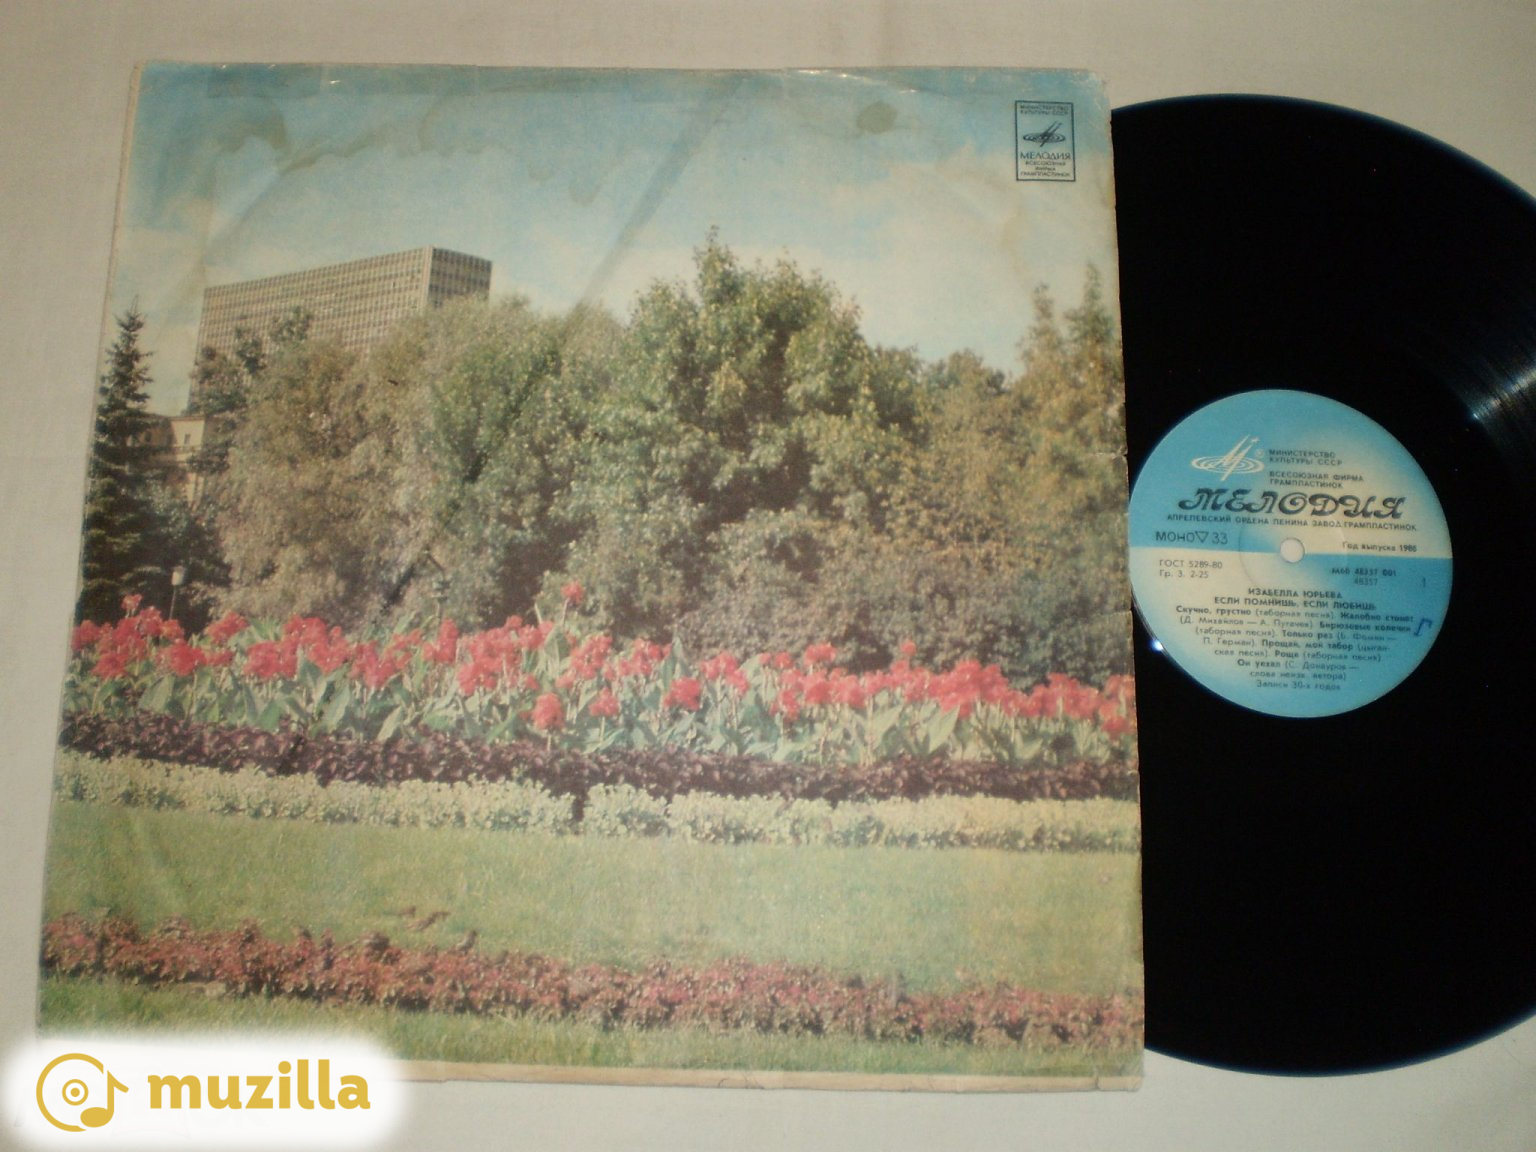 МИНИСТЕРСТВО
КУЛЬТУРЫ СССР
МЕЛОДИЯ
ВСЕСОЮЗНАЯ
ФИРМА
ГРАМПЛАСТИНОК
МИНИСТЕРСТВО
КУЛЬТУРЫ СССР
ВСЕСОЮЗНАЯ ФИРМА
ГРАМПЛАСТИНОК
МЕЛОДИЯ
АПРЕЛЕВСКИЙ ОРДЕНА ЛЕНИНА ЗАВОД ГРАМПЛАСТИНОК
МОНО 33
Год выпуска 1986
ГОСТ 5289-80
Гр. 3. 2-25
М60 48357 001
48357
1
ИЗАБЕЛЛА ЮРЬЕВА
ЕСЛИ ПОМНИШЬ, ЕСЛИ ЛЮБИШЬ
Скучно, грустно (таборная песня). Жалобно стонет
(Д. Михайлов — А. Пугачев). Бирюзовые колечки
(таборная песня). Только раз (Б. Фомин —
П. Герман). Прощай, мой табор (цыган-
ская песня). Роща (таборная песня).
Он уехал (С. Донауров —
слова неизв. автора)
Записи 30-х годов
muzilla